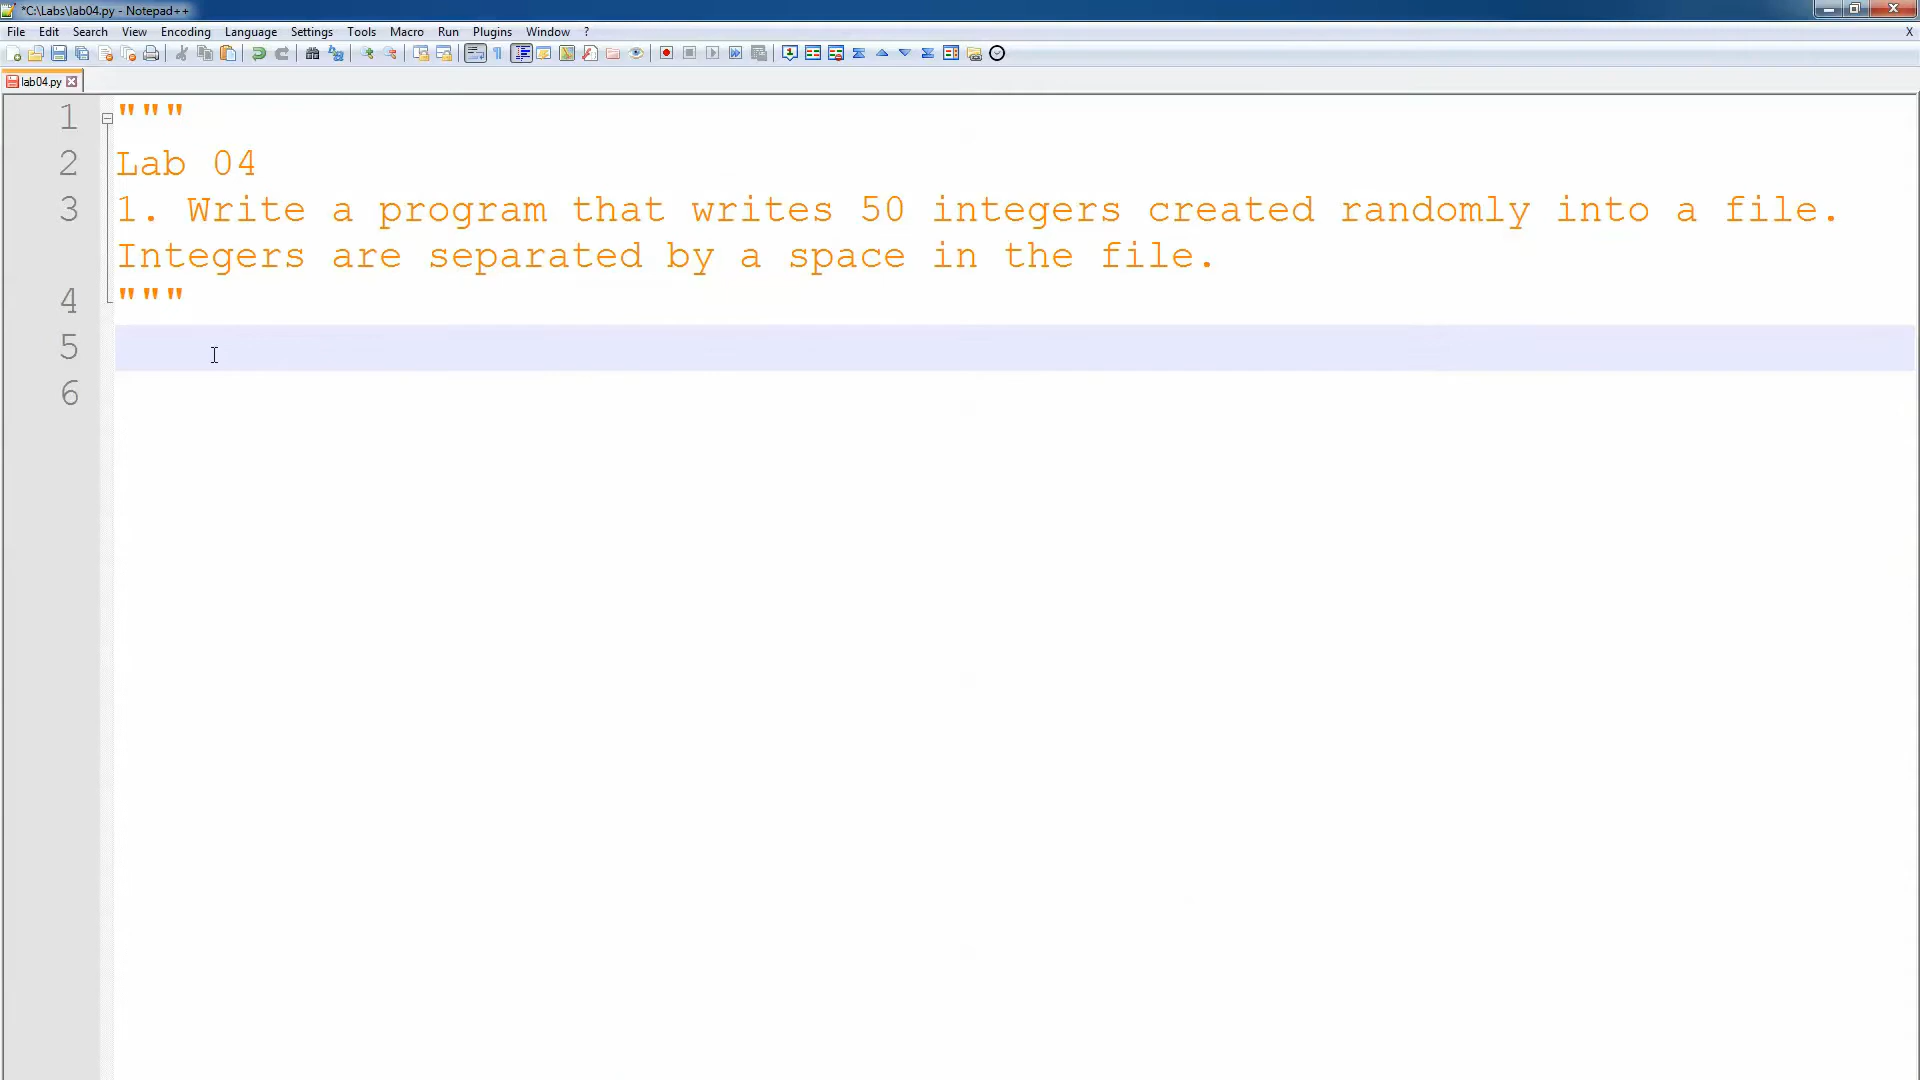 *C:\Labs\lab04.py - Notepad++
File Edit Search View Encoding Language Settings Tools Macro Run Plugins Window ? X
lab04.py
1 """
2 Lab 04
3 1. Write a program that writes 50 integers created randomly into a file.
Integers are separated by a space in the file.
4 """
5
6